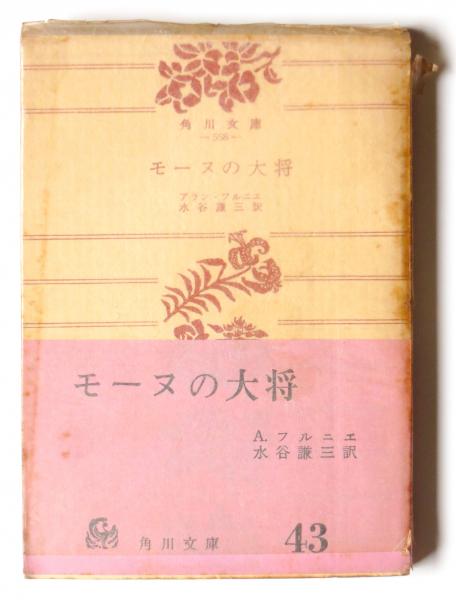 角川文庫
—558—
モーヌの大将
アラン・フルニエ
水谷謙三訳
モーヌの大将
A. フルニエ
水谷謙三訳
角川文庫
43